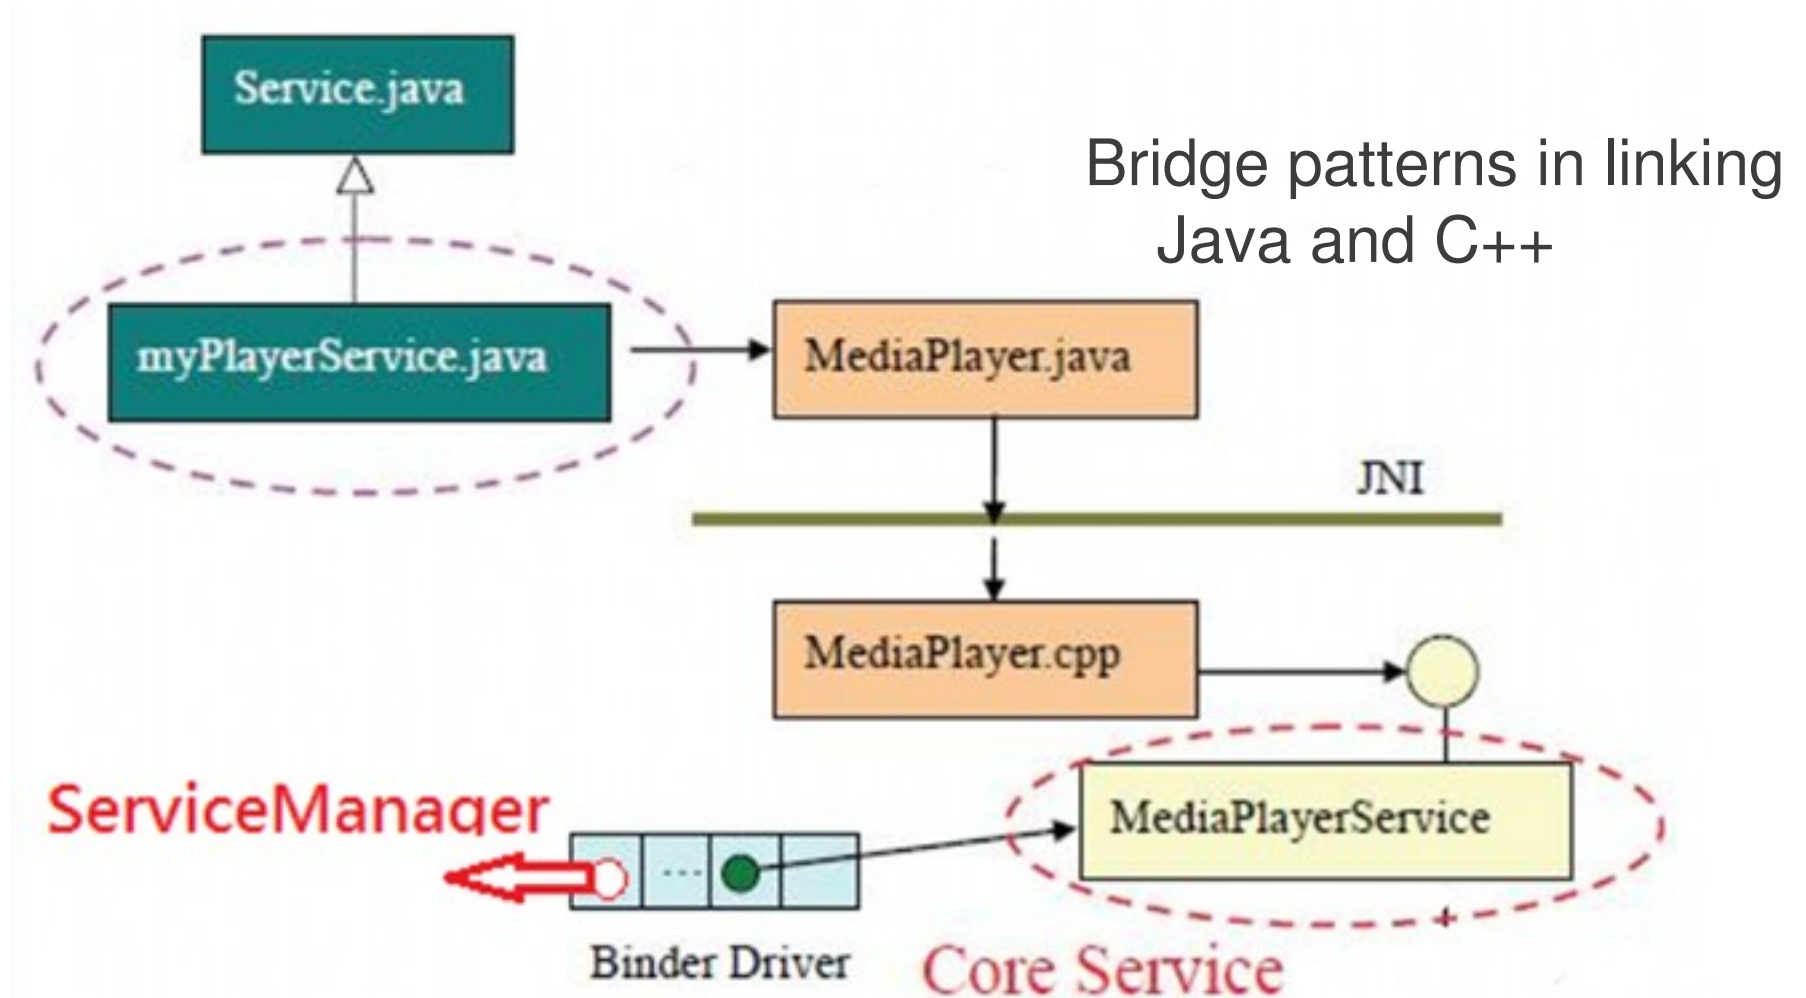 Service.java
Bridge patterns in linking
Java and C++
myPlayerService.java
MediaPlayer.java
JNI
MediaPlayer.cpp
ServiceManager
MediaPlayerService
...
Binder Driver
Core Service